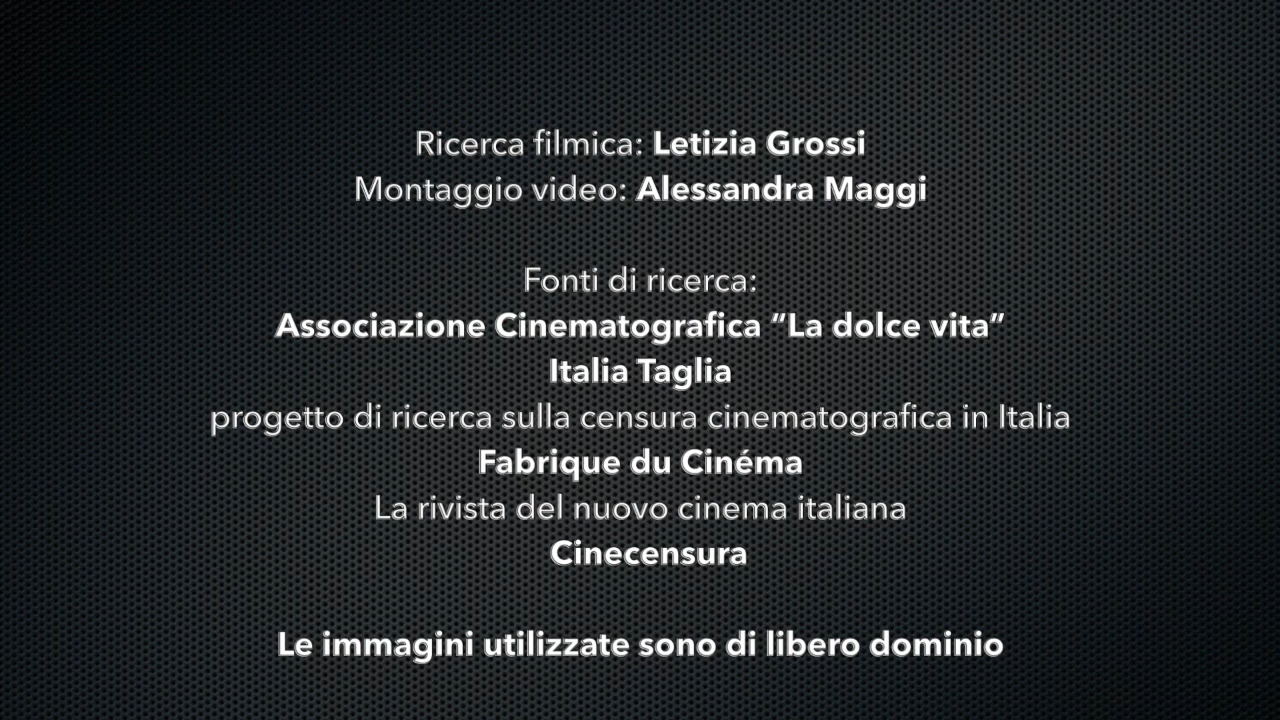 Ricerca filmica: Letizia Grossi
Montaggio video: Alessandra Maggi
Fonti di ricerca:
Associazione Cinematografica “La dolce vita”
Italia Taglia
progetto di ricerca sulla censura cinematografica in Italia
Fabrique du Cinéma
La rivista del nuovo cinema italiana
Cinecensura
Le immagini utilizzate sono di libero dominio